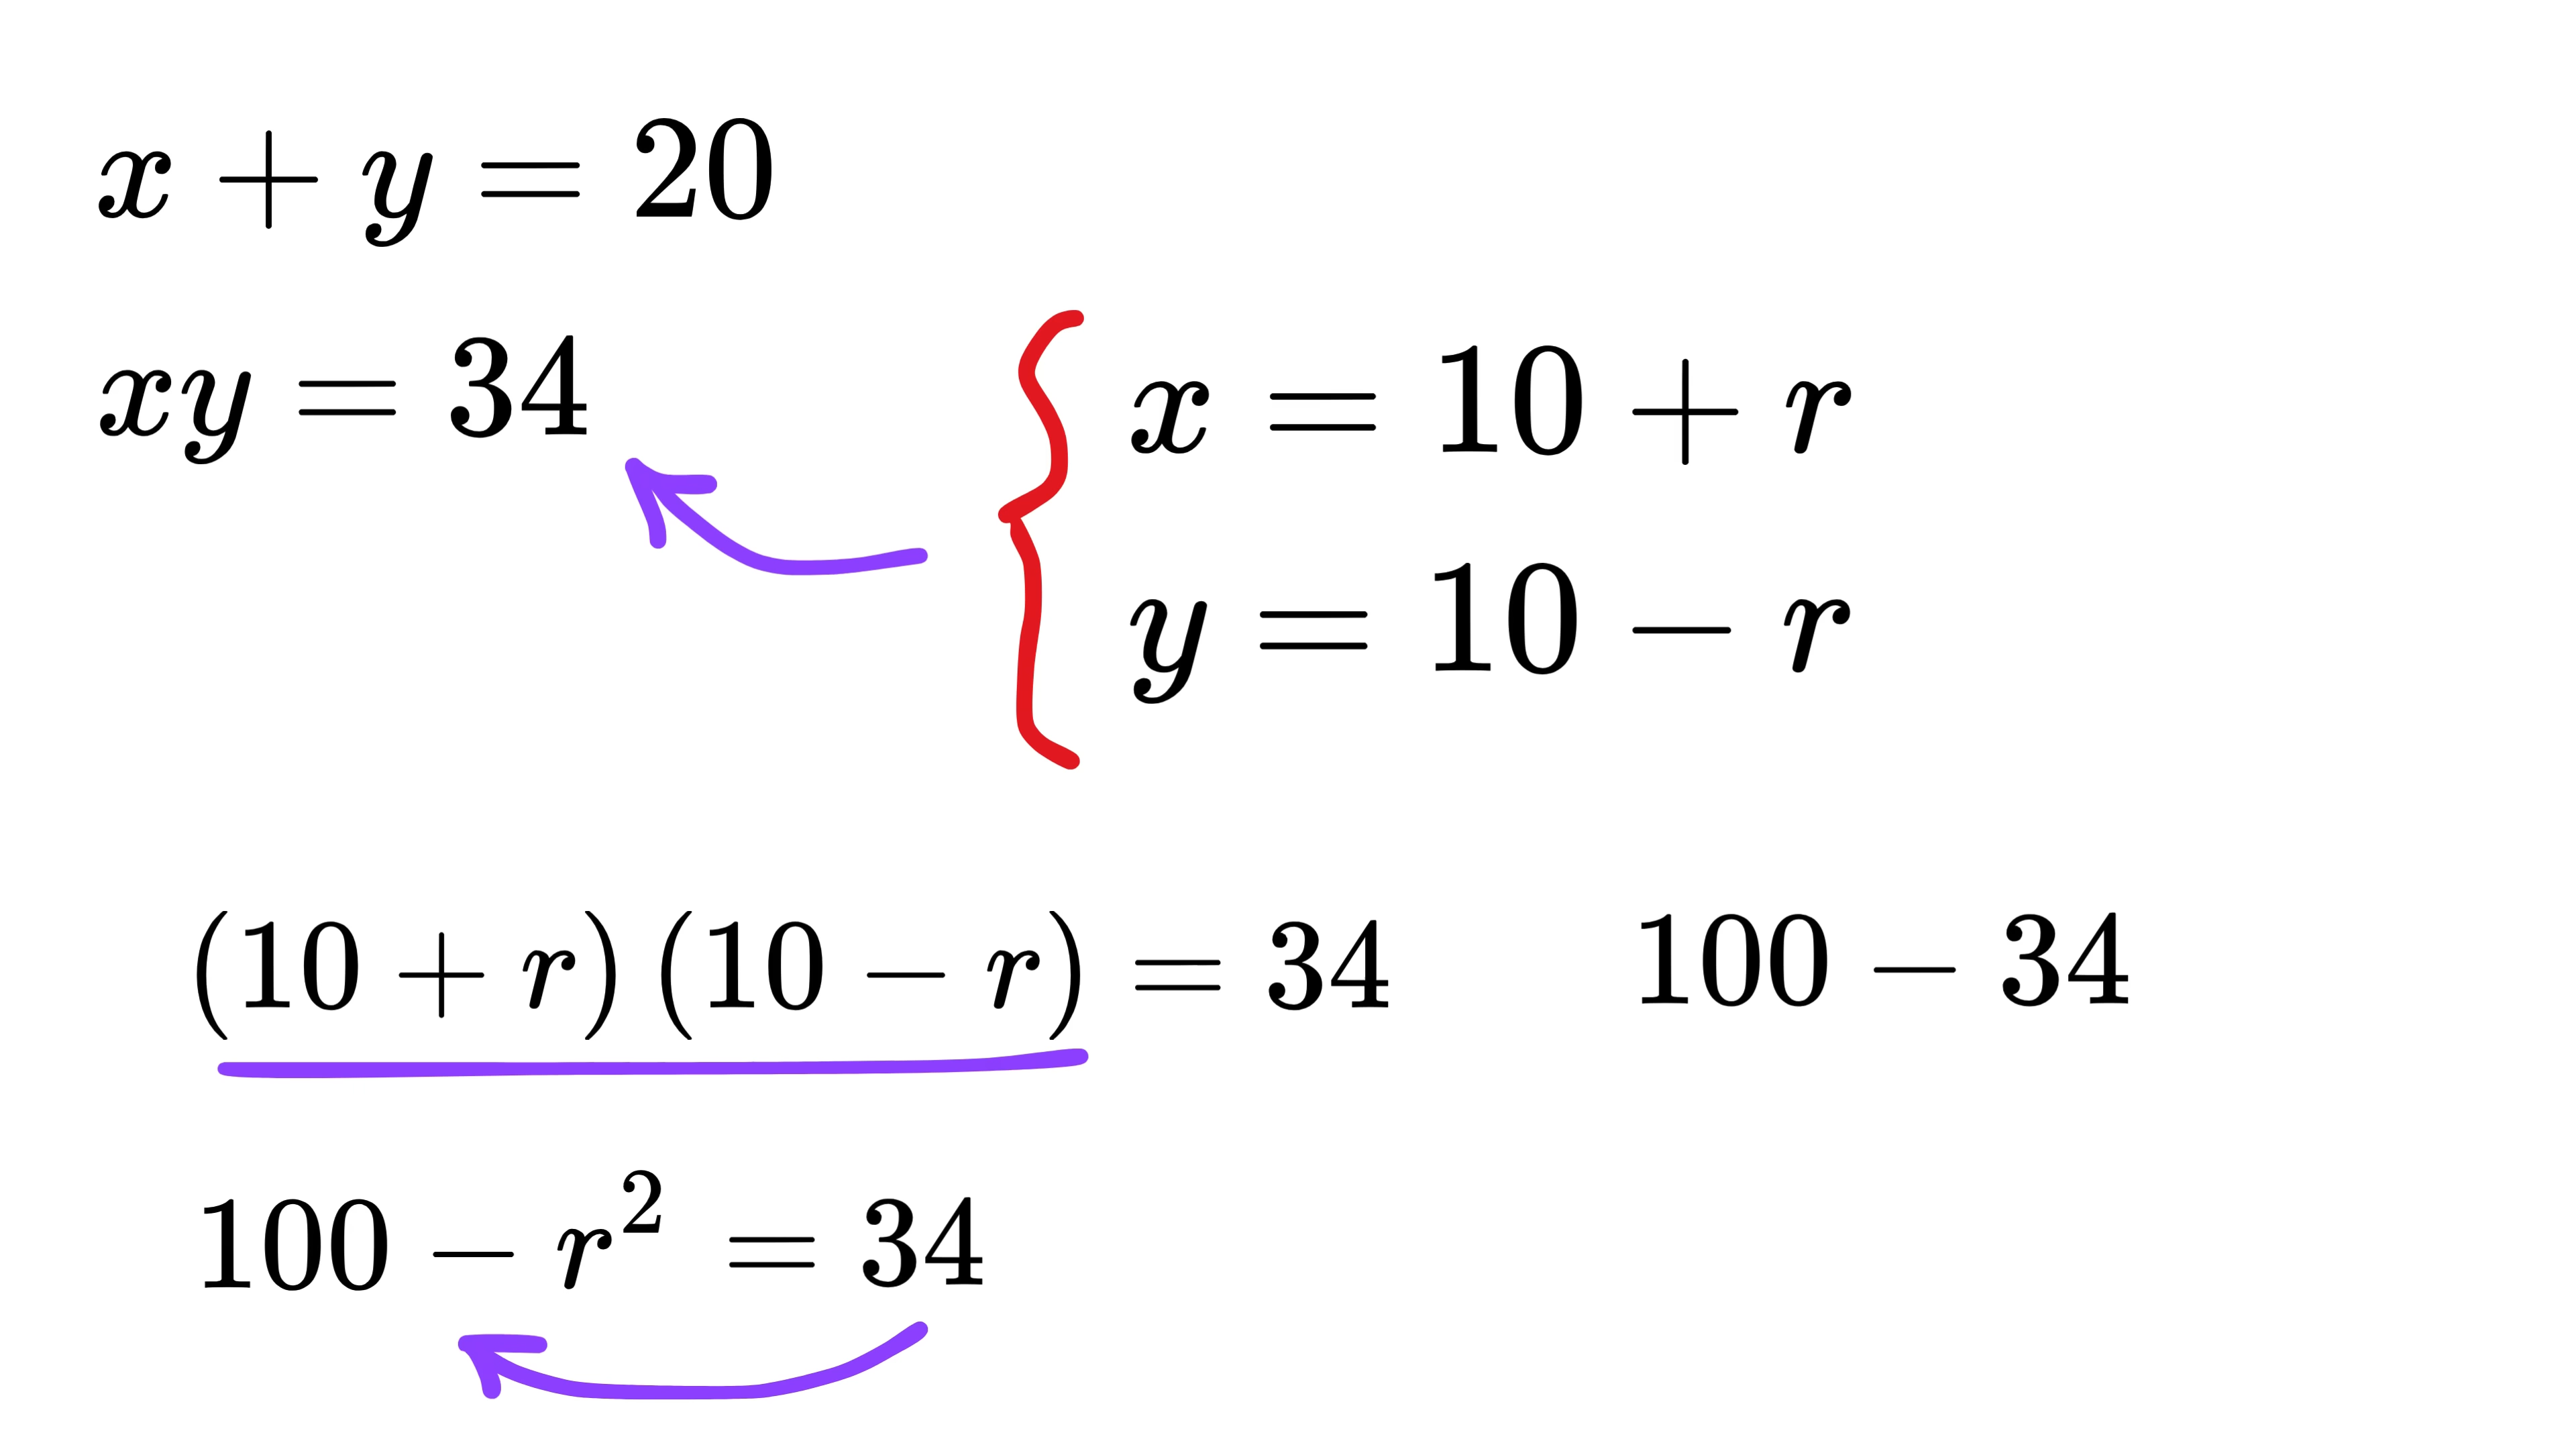 x + y = 20
xy = 34
x = 10 + r
y = 10 − r
(10 + r)(10 − r) = 34
100 − 34
100 − r² = 34